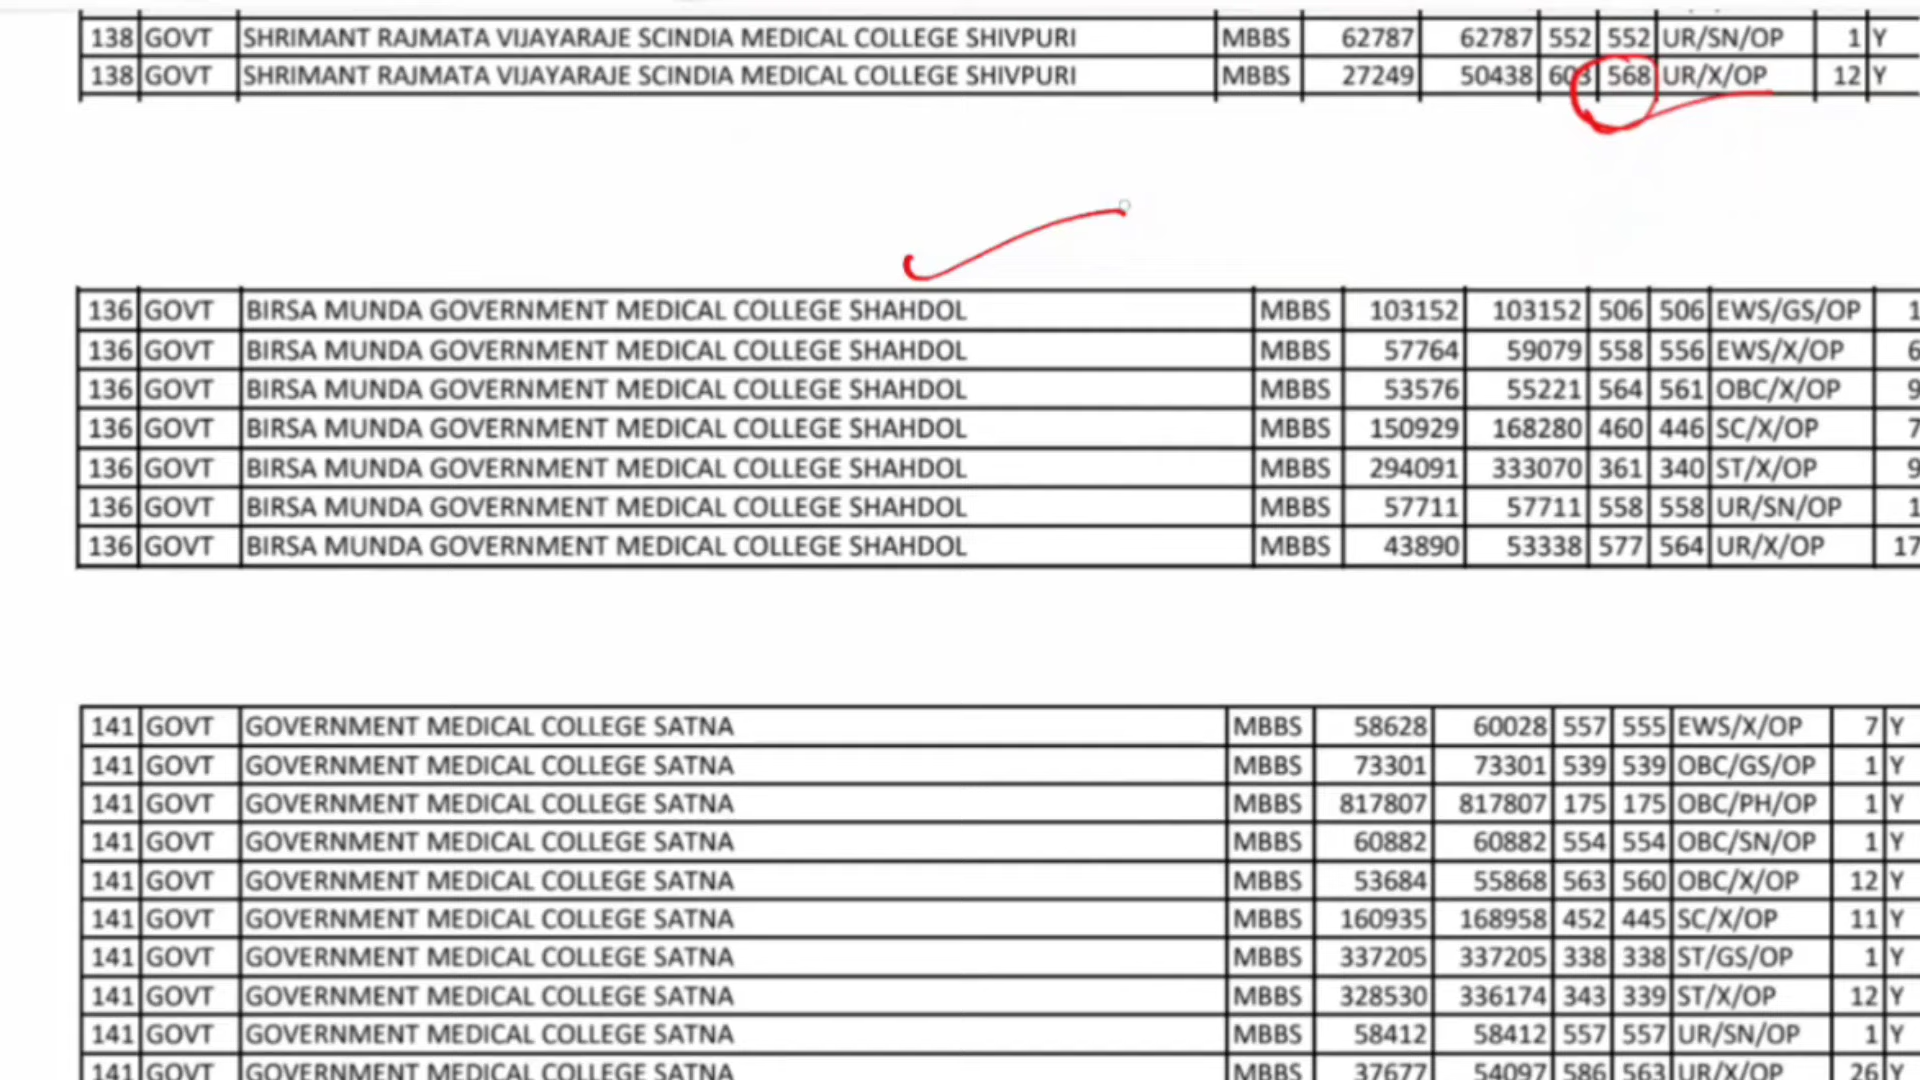 138 GOVT SHRIMANT RAJMATA VIJAYARAJE SCINDIA MEDICAL COLLEGE SHIVPURI MBBS 62787 62787 552 552 UR/SN/OP 1 Y
138 GOVT SHRIMANT RAJMATA VIJAYARAJE SCINDIA MEDICAL COLLEGE SHIVPURI MBBS 27249 50438 603 568 UR/X/OP 12 Y
136 GOVT BIRSA MUNDA GOVERNMENT MEDICAL COLLEGE SHAHDOL MBBS 103152 103152 506 506 EWS/GS/OP 1
136 GOVT BIRSA MUNDA GOVERNMENT MEDICAL COLLEGE SHAHDOL MBBS 57764 59079 558 556 EWS/X/OP 6
136 GOVT BIRSA MUNDA GOVERNMENT MEDICAL COLLEGE SHAHDOL MBBS 53576 55221 564 561 OBC/X/OP 9
136 GOVT BIRSA MUNDA GOVERNMENT MEDICAL COLLEGE SHAHDOL MBBS 150929 168280 460 446 SC/X/OP 7
136 GOVT BIRSA MUNDA GOVERNMENT MEDICAL COLLEGE SHAHDOL MBBS 294091 333070 361 340 ST/X/OP 9
136 GOVT BIRSA MUNDA GOVERNMENT MEDICAL COLLEGE SHAHDOL MBBS 57711 57711 558 558 UR/SN/OP 1
136 GOVT BIRSA MUNDA GOVERNMENT MEDICAL COLLEGE SHAHDOL MBBS 43890 53338 577 564 UR/X/OP 17
141 GOVT GOVERNMENT MEDICAL COLLEGE SATNA MBBS 58628 60028 557 555 EWS/X/OP 7 Y
141 GOVT GOVERNMENT MEDICAL COLLEGE SATNA MBBS 73301 73301 539 539 OBC/GS/OP 1 Y
141 GOVT GOVERNMENT MEDICAL COLLEGE SATNA MBBS 817807 817807 175 175 OBC/PH/OP 1 Y
141 GOVT GOVERNMENT MEDICAL COLLEGE SATNA MBBS 60882 60882 554 554 OBC/SN/OP 1 Y
141 GOVT GOVERNMENT MEDICAL COLLEGE SATNA MBBS 53684 55868 563 560 OBC/X/OP 12 Y
141 GOVT GOVERNMENT MEDICAL COLLEGE SATNA MBBS 160935 168958 452 445 SC/X/OP 11 Y
141 GOVT GOVERNMENT MEDICAL COLLEGE SATNA MBBS 337205 337205 338 338 ST/GS/OP 1 Y
141 GOVT GOVERNMENT MEDICAL COLLEGE SATNA MBBS 328530 336174 343 339 ST/X/OP 12 Y
141 GOVT GOVERNMENT MEDICAL COLLEGE SATNA MBBS 58412 58412 557 557 UR/SN/OP 1 Y
141 GOVT GOVERNMENT MEDICAL COLLEGE SATNA MBBS 37677 54097 586 563 UR/X/OP 26 Y